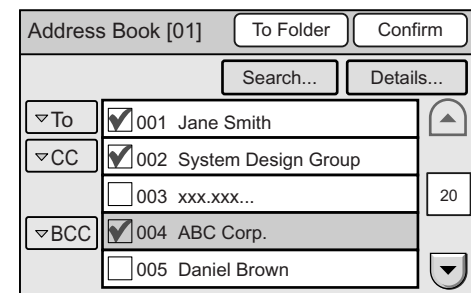 Address Book [01] To Folder Confirm
Search... Details...
To 001 Jane Smith
CC 002 System Design Group
003 xxx.xxx... 20
BCC 004 ABC Corp.
005 Daniel Brown